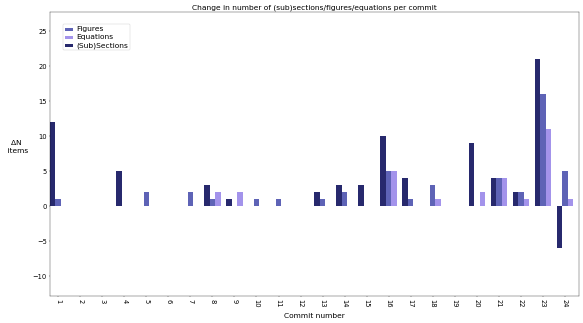 Change in number of (sub)sections/figures/equations per commit
Figures
Equations
(Sub)Sections
ΔN
items
25
20
15
10
5
0
−5
−10
1 2 3 4 5 6 7 8 9 10 11 12 13 14 15 16 17 18 19 20 21 22 23 24
Commit number